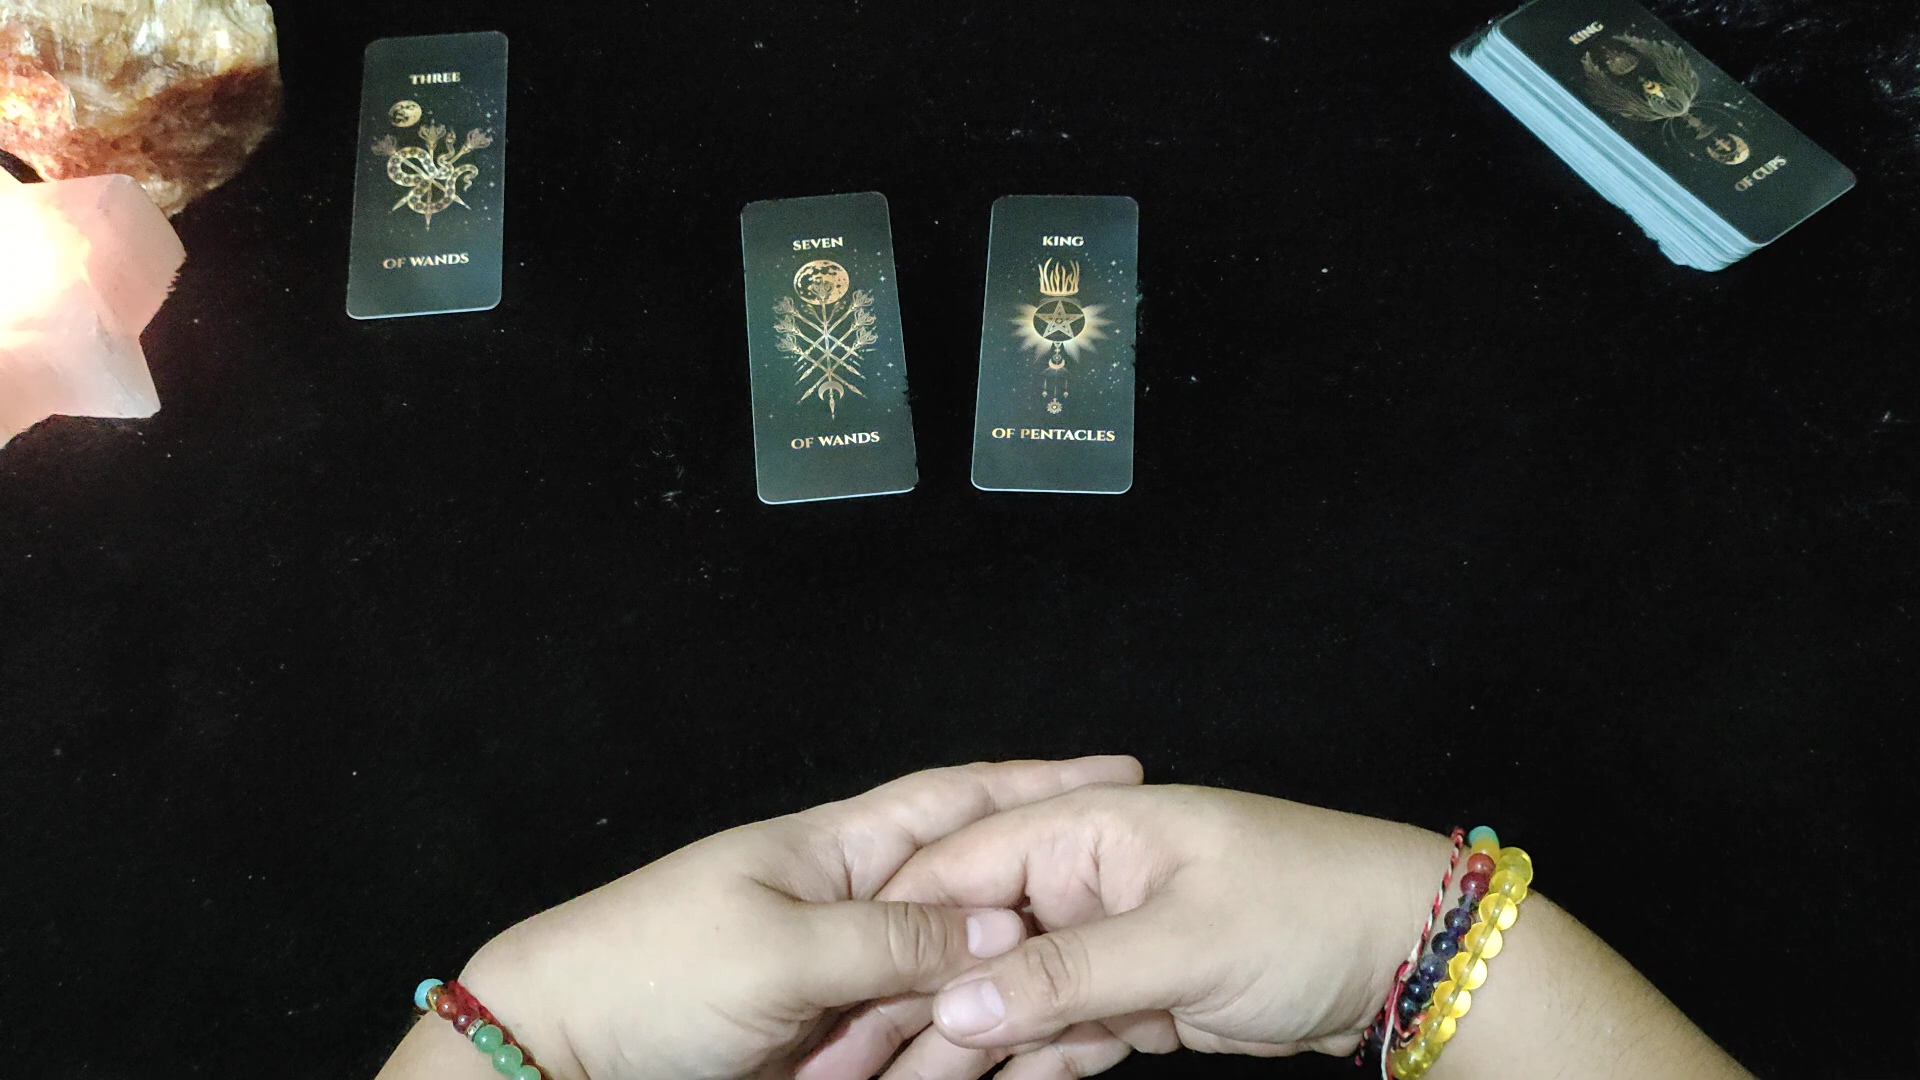 THREE
OF WANDS
SEVEN
OF WANDS
KING
OF PENTACLES
KING
OF CUPS